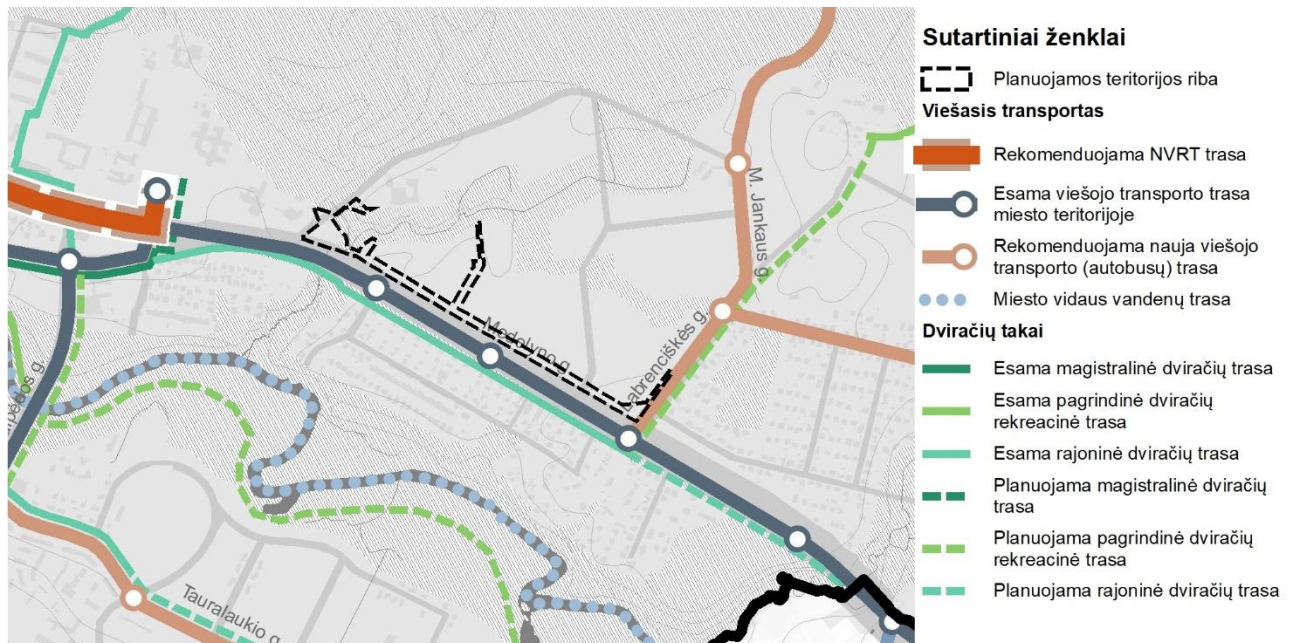 M. Jankaus g.
Medelyno g.
Labrenciškės g.
g.
Tauralaukio g.
Sutartiniai ženklai
Planuojamos teritorijos riba
Viešasis transportas
Rekomenduojama NVRT trasa
Esama viešojo transporto trasa
miesto teritorijoje
Rekomenduojama nauja viešojo
transporto (autobusų) trasa
Miesto vidaus vandenų trasa
Dviračių takai
Esama magistralinė dviračių trasa
Esama pagrindinė dviračių
rekreacinė trasa
Esama rajoninė dviračių trasa
Planuojama magistralinė dviračių
trasa
Planuojama pagrindinė dviračių
rekreacinė trasa
Planuojama rajoninė dviračių trasa